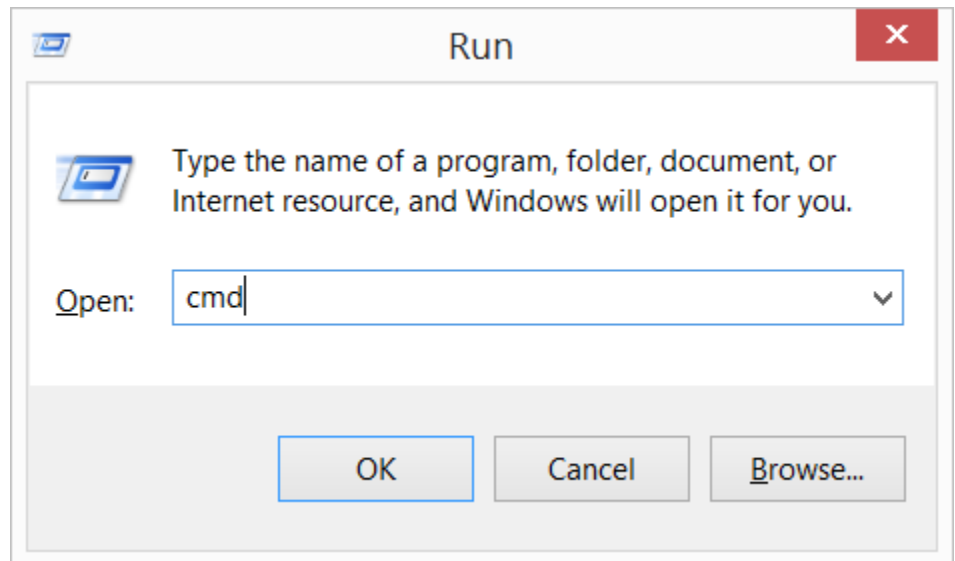 Run
Type the name of a program, folder, document, or
Internet resource, and Windows will open it for you.
Open: cmd
OK Cancel Browse...